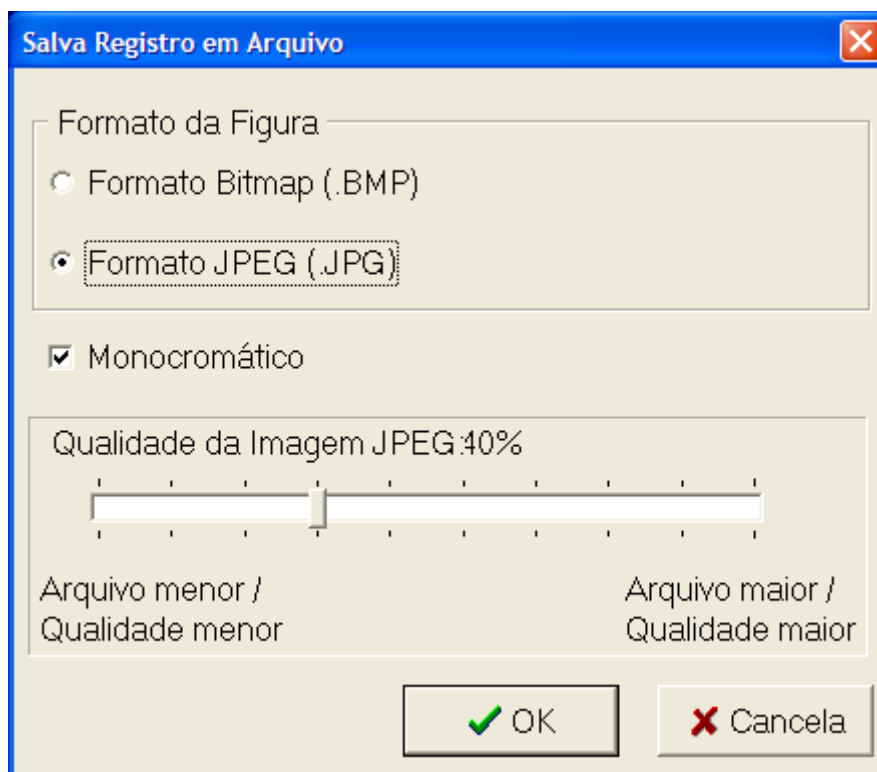 Salva Registro em Arquivo
Formato da Figura
Formato Bitmap (.BMP)
Formato JPEG (.JPG)
Monocromático
Qualidade da Imagem JPEG:40%
Arquivo menor /
Qualidade menor
Arquivo maior /
Qualidade maior
OK
Cancela